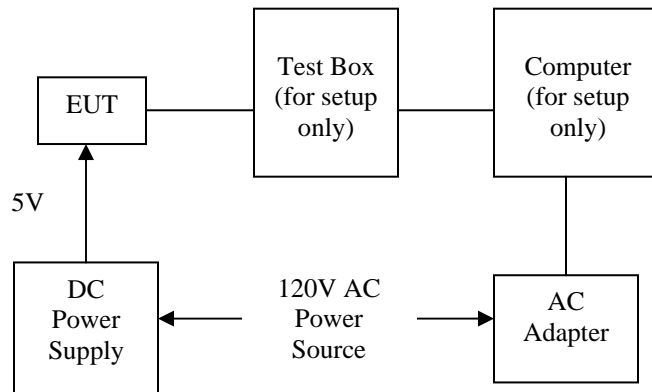 EUT
Test Box
(for setup
only)
Computer
(for setup
only)
5V
DC
Power
Supply
120V AC
Power
Source
AC
Adapter